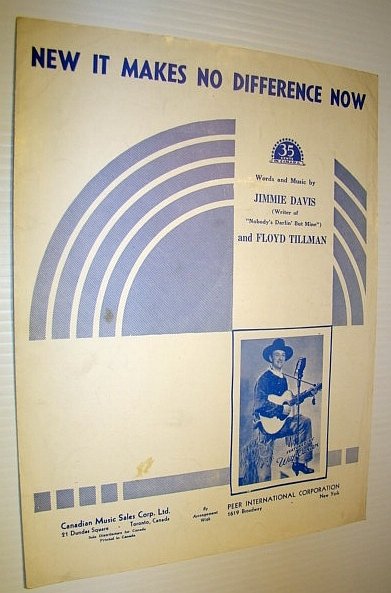 NEW IT MAKES NO DIFFERENCE NOW
35
CENTS
Words and Music by
JIMMIE DAVIS
(Writer of
"Nobody's Darlin' But Mine")
and FLOYD TILLMAN
Canadian Music Sales Corp. Ltd.
21 Dundas Square Toronto, Canada
Sole Distributors for Canada
Printed in Canada
By
Arrangement
With
PEER INTERNATIONAL CORPORATION
1619 Broadway New York